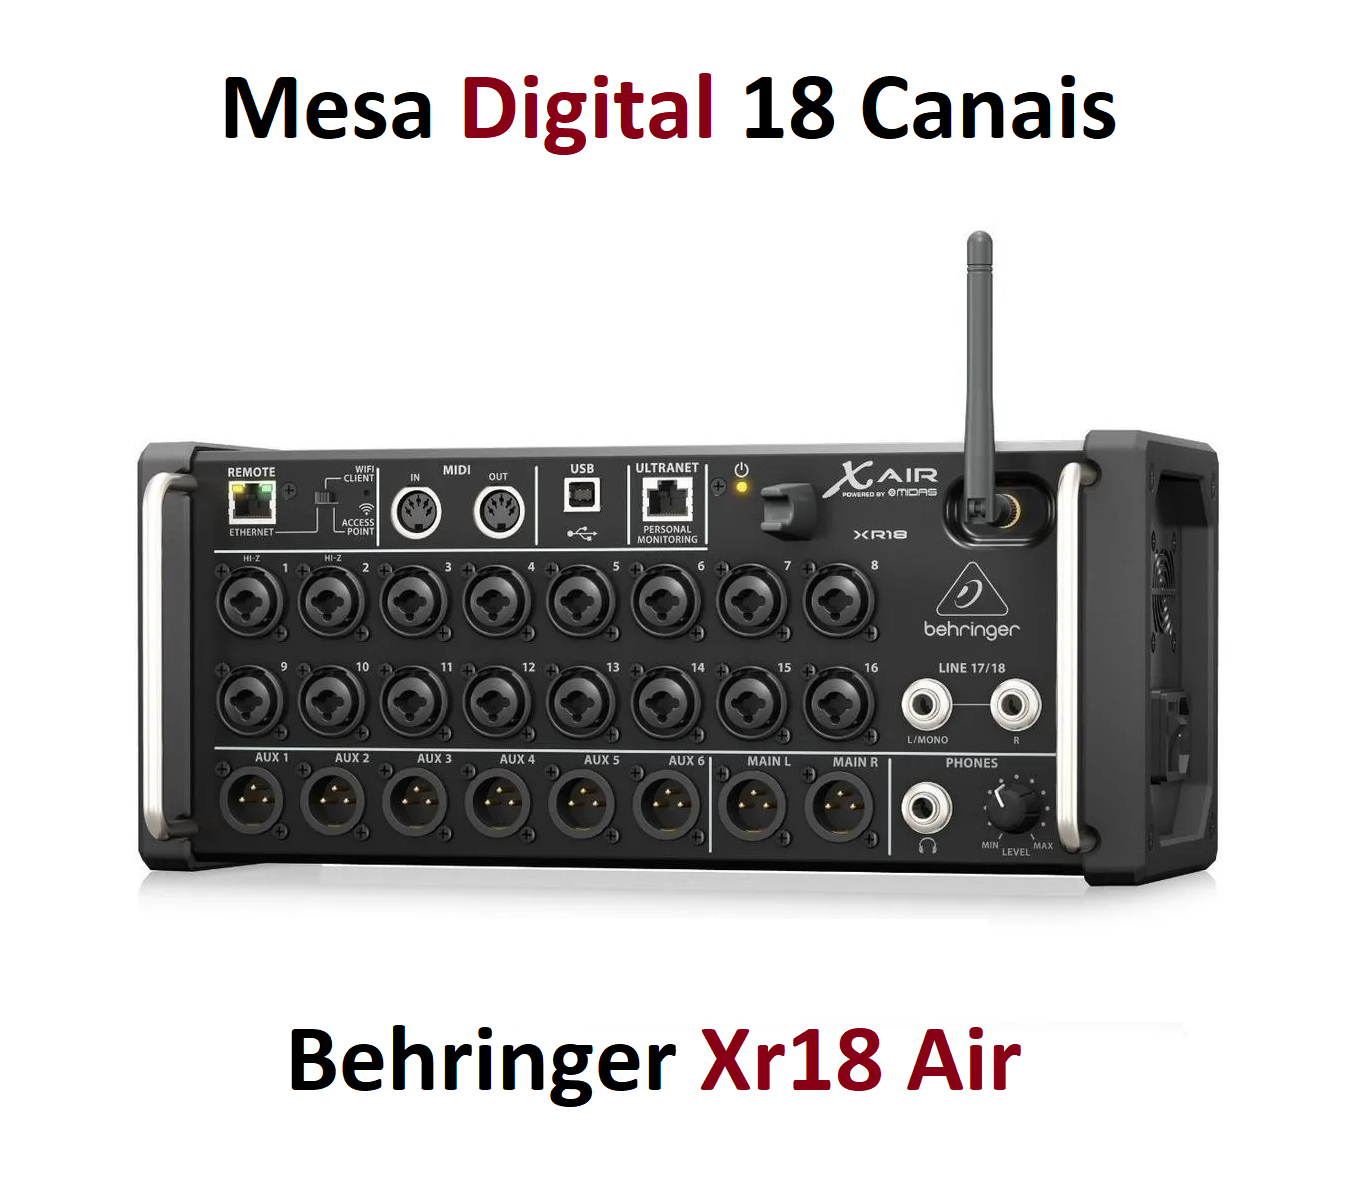 Mesa Digital 18 Canais
REMOTE
WIFI
CLIENT
ACCESS
POINT
ETHERNET
MIDI
IN
OUT
USB
ULTRANET
PERSONAL
MONITORING
X AIR
POWERED BY MIDAS
XR18
HI-Z 1 HI-Z 2 3 4 5 6 7 8
behringer
9 10 11 12 13 14 15 16
LINE 17/18
L/MONO R
AUX 1 AUX 2 AUX 3 AUX 4 AUX 5 AUX 6 MAIN L MAIN R
PHONES
MIN LEVEL MAX
Behringer Xr18 Air